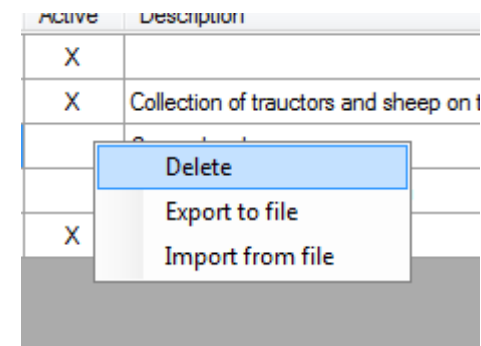 Active Description
X
X Collection of trauctors and sheep on t
Delete
Export to file
X
Import from file